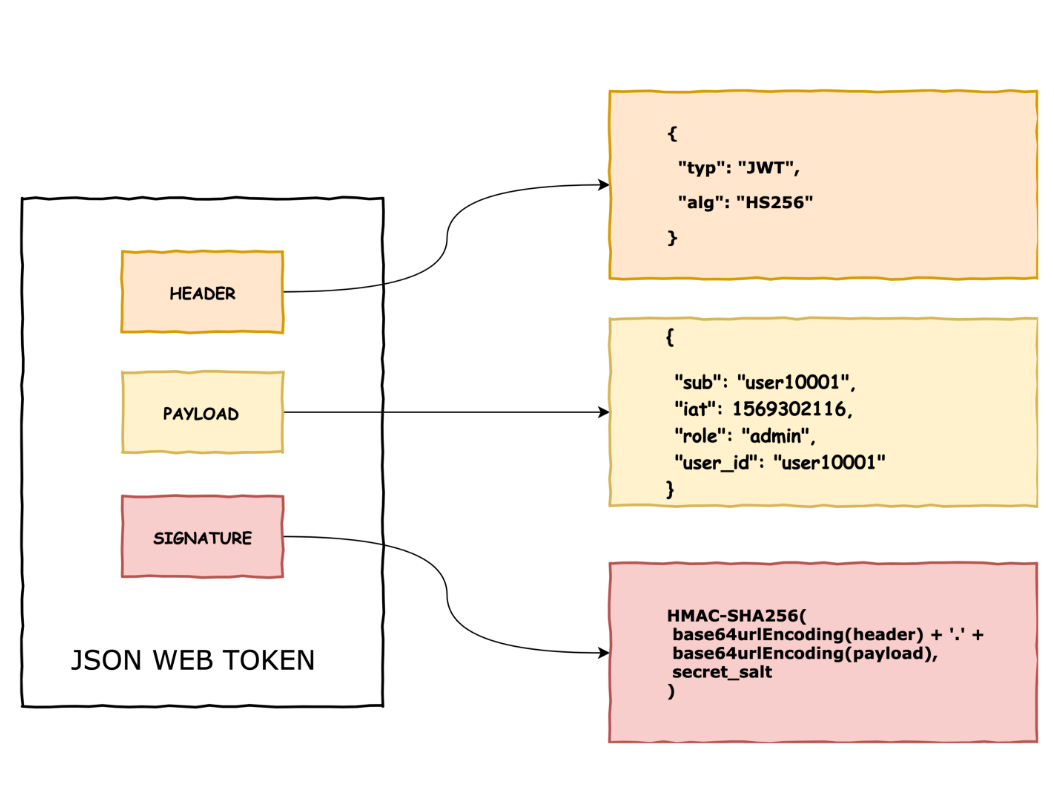 HEADER
PAYLOAD
SIGNATURE
JSON WEB TOKEN
{
"typ": "JWT",
"alg": "HS256"
}
{
"sub": "user10001",
"iat": 1569302116,
"role": "admin",
"user_id": "user10001"
}
HMAC-SHA256(
base64urlEncoding(header) + '.' +
base64urlEncoding(payload),
secret_salt
)